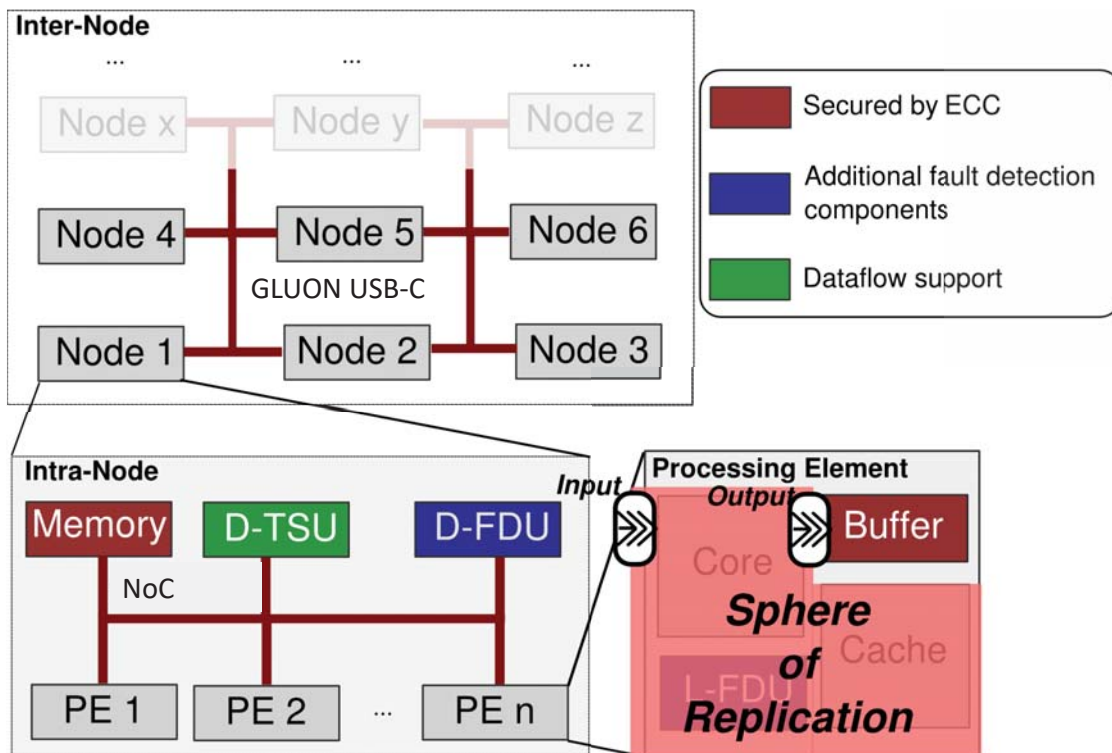 Inter-Node
... ... ...
Node x Node y Node z
Node 4 Node 5 Node 6
GLUON USB-C
Node 1 Node 2 Node 3
Secured by ECC
Additional fault detection
components
Dataflow support
Intra-Node
Memory D-TSU D-FDU
NoC
PE 1 PE 2 ... PE n
Processing Element
Input Output
Buffer
Core
Cache
L-FDU
Sphere
of
Replication